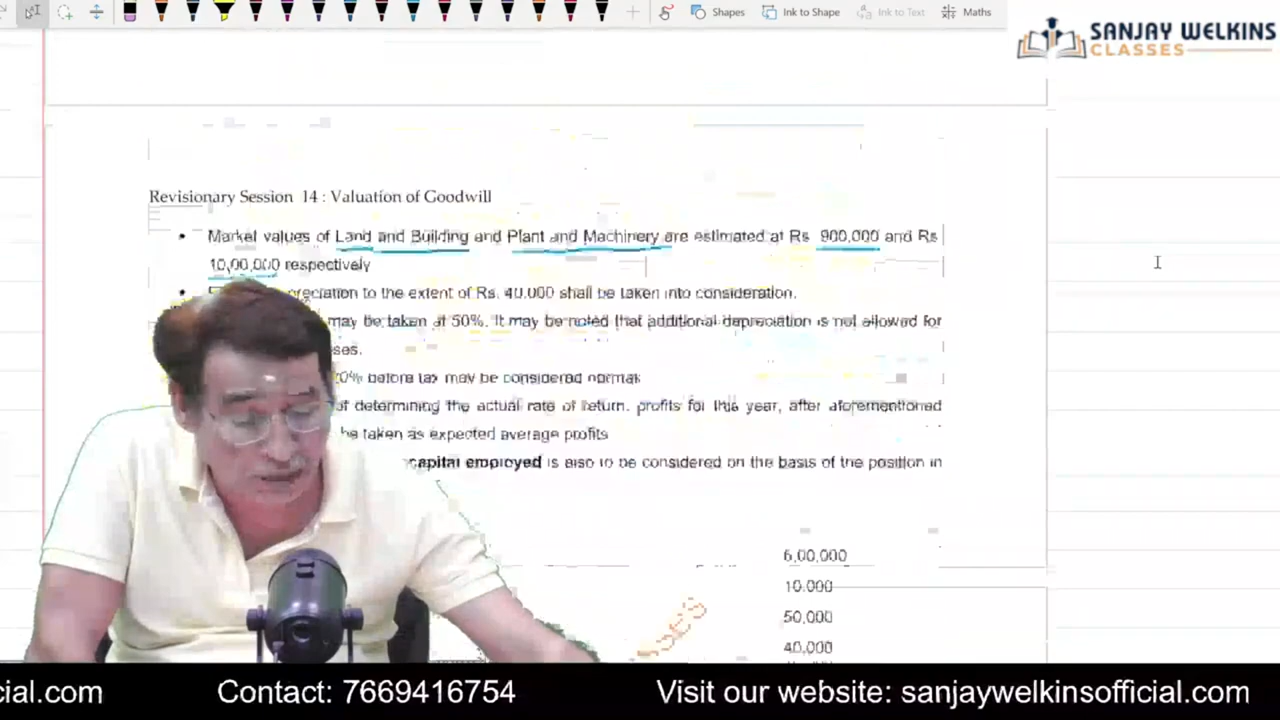 Shapes
Ink to Shape
Ink to Text
Maths
SANJAY WELKINS
CLASSES
Revisionary Session 14 : Valuation of Goodwill
• Market values of Land and Building and Plant and Machinery are estimated at Rs 900,000 and Rs
10,00,000 respectively
• preciation to the extent of Rs. 40,000 shall be taken into consideration.
may be taken at 50%. It may be noted that additional depreciation is not allowed for
ses.
before tax may be considered normal
of determining the actual rate of return, profits for this year, after aforementioned
be taken as expected average profits
capital employed is also to be considered on the basis of the position in
6,00,000
10,000
50,000
40,000
cial.com Contact: 7669416754 Visit our website: sanjaywelkinsofficial.com